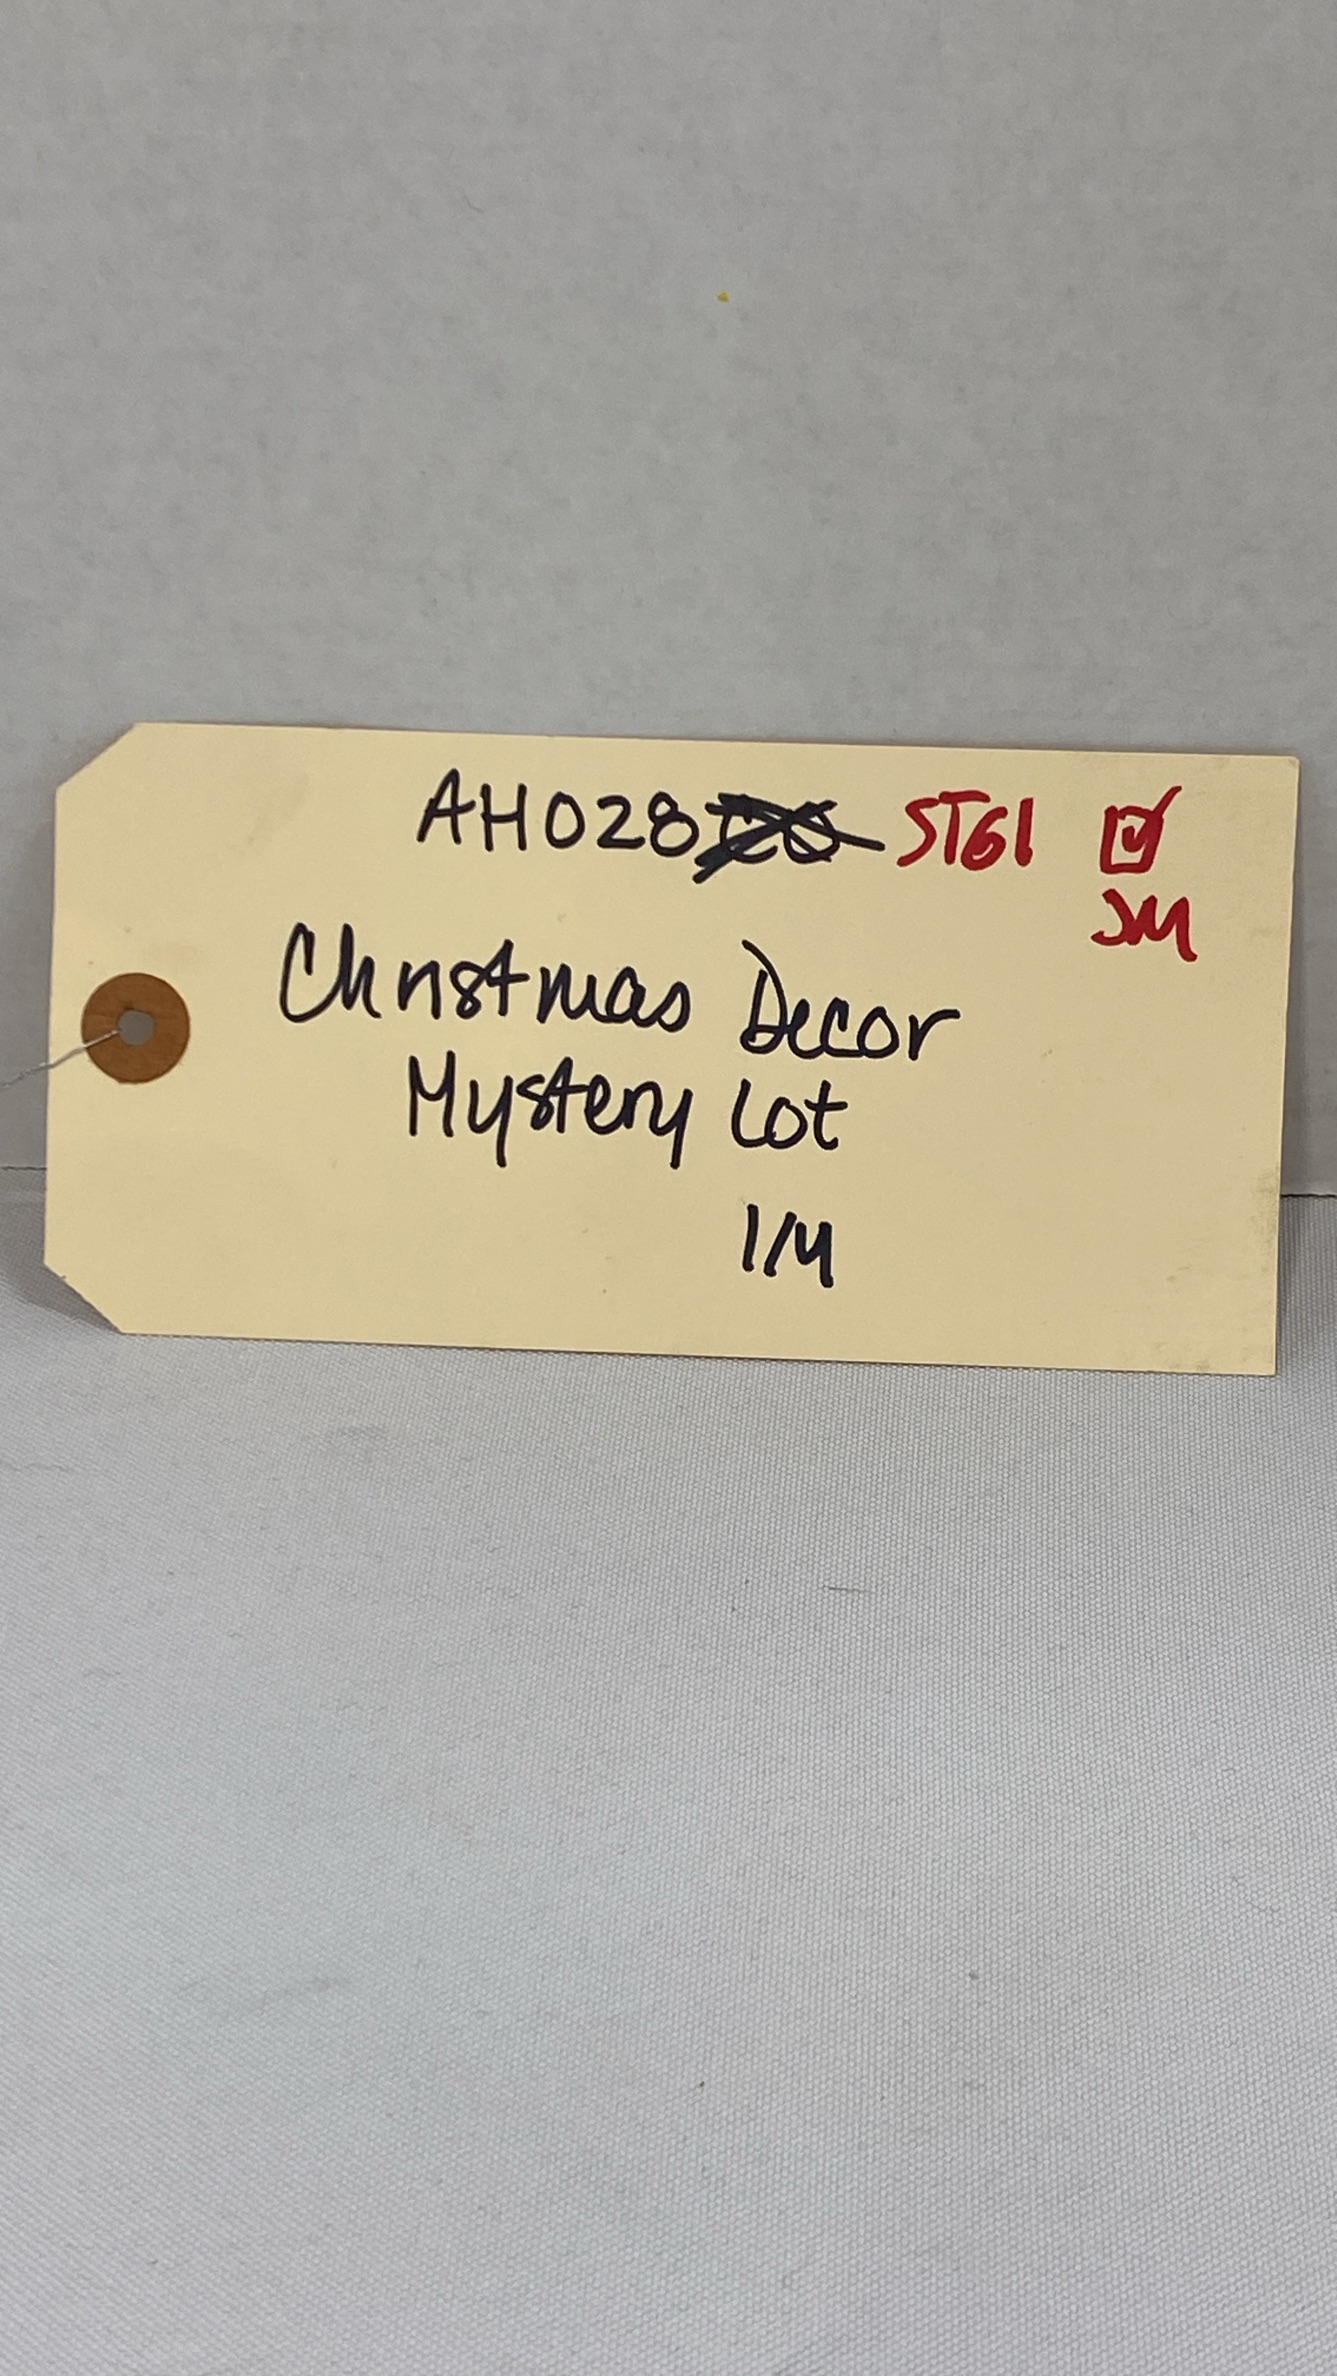 AH028 ST61
JM
Christmas Decor
Mystery Lot
1/4